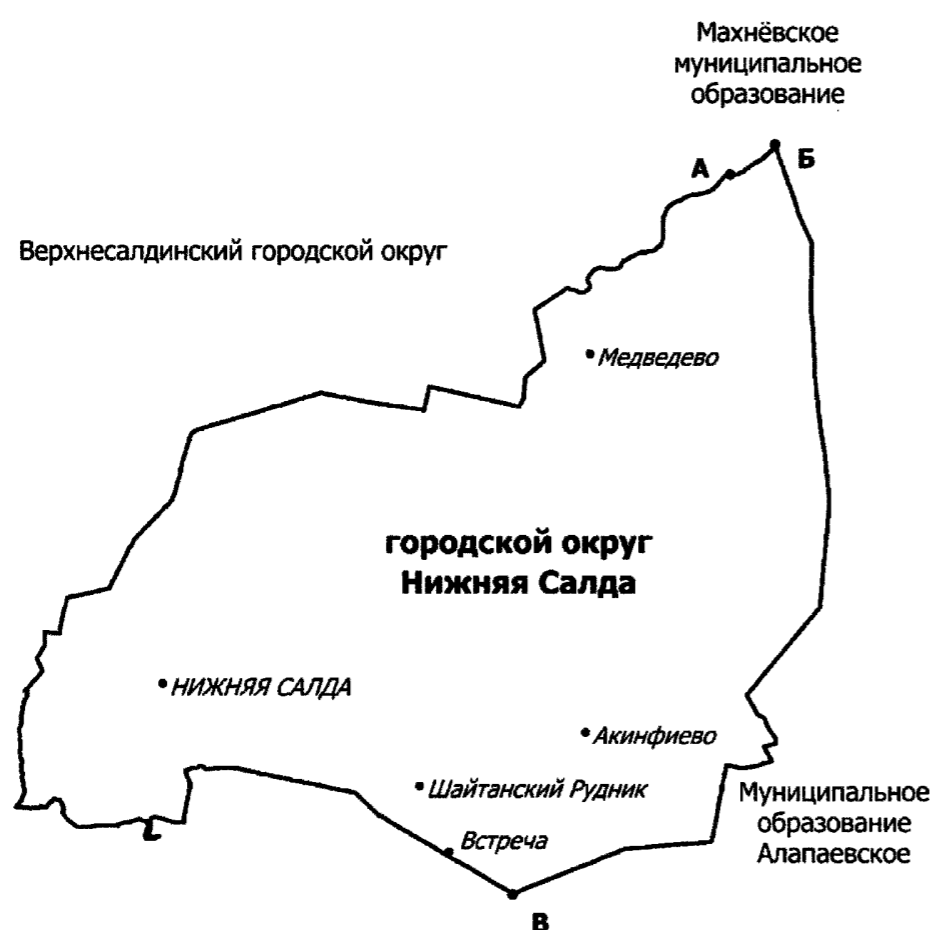 Махнёвское
муниципальное
образование
А
Б
Верхнесалдинский городской округ
Медведево
городской округ
Нижняя Салда
НИЖНЯЯ САЛДА
Акинфиево
Шайтанский Рудник
Муниципальное
образование
Алапаевское
Встреча
В